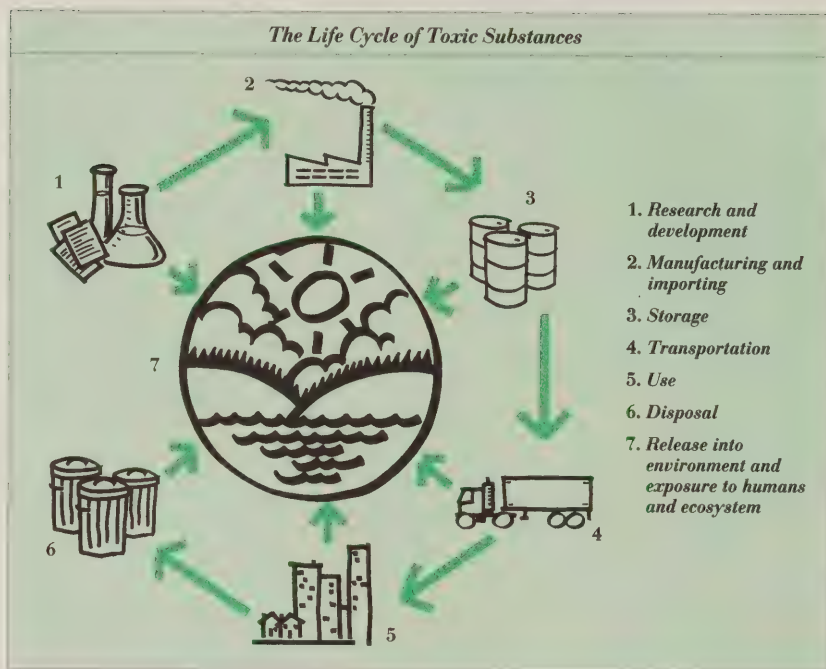 The Life Cycle of Toxic Substances
2
1
3
7
6
4
5
1. Research and
development
2. Manufacturing and
importing
3. Storage
4. Transportation
5. Use
6. Disposal
7. Release into
environment and
exposure to humans
and ecosystem